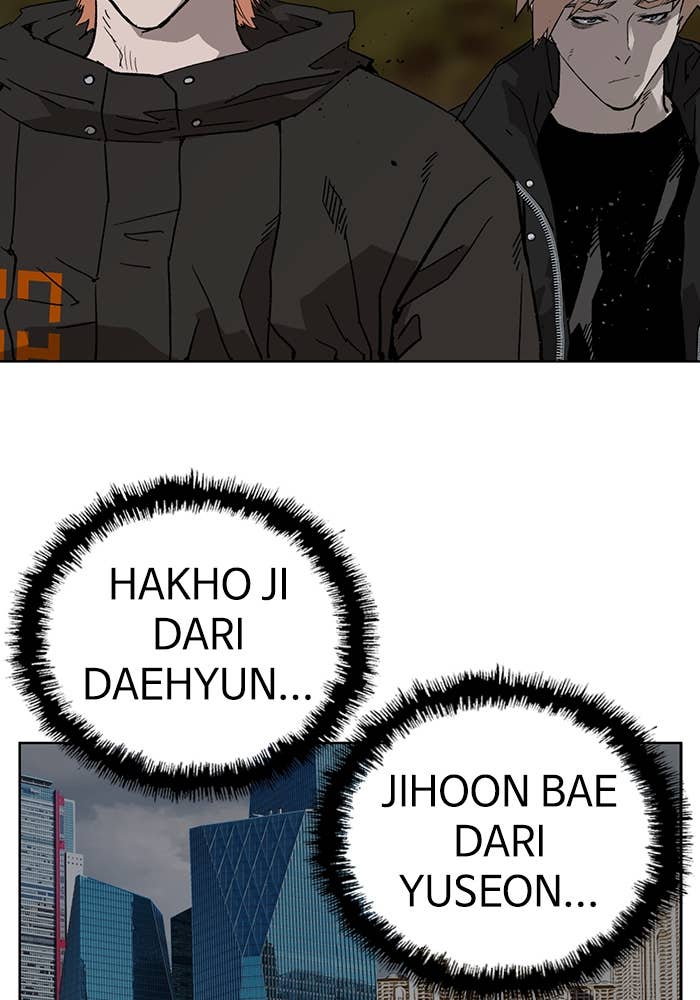 HAKHO JI
DARI
DAEHYUN...
JIHOON BAE
DARI
YUSEON...